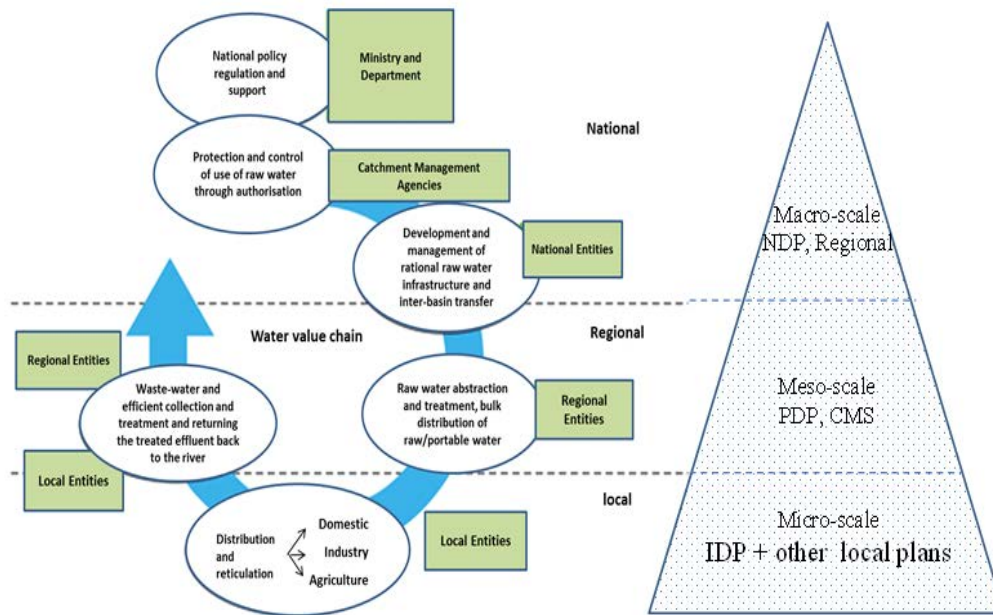 National policy
regulation and
support
Ministry and
Department
National
Protection and control
of use of raw water
through authorisation
Catchment Management
Agencies
Development and
management of
rational raw water
infrastructure and
inter-basin transfer
National Entities
Macro-scale
NDP, Regional
Water value chain
Regional
Regional Entities
Waste-water and
efficient collection and
treatment and returning
the treated effluent back
to the river
Raw water abstraction
and treatment, bulk
distribution of
raw/portable water
Regional
Entities
Meso-scale
PDP, CMS
Local Entities
local
Distribution
and
reticulation
Domestic
Industry
Agriculture
Local Entities
Micro-scale
IDP + other local plans